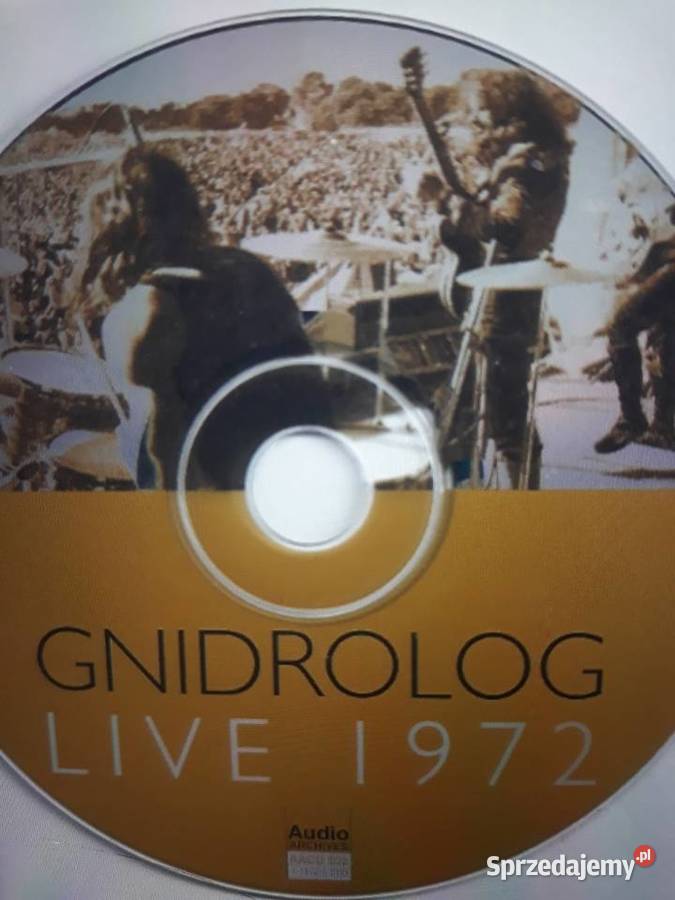 GNIDROLOG
LIVE 1972
Audio
ARCHIVES
Sprzedajemy.pl